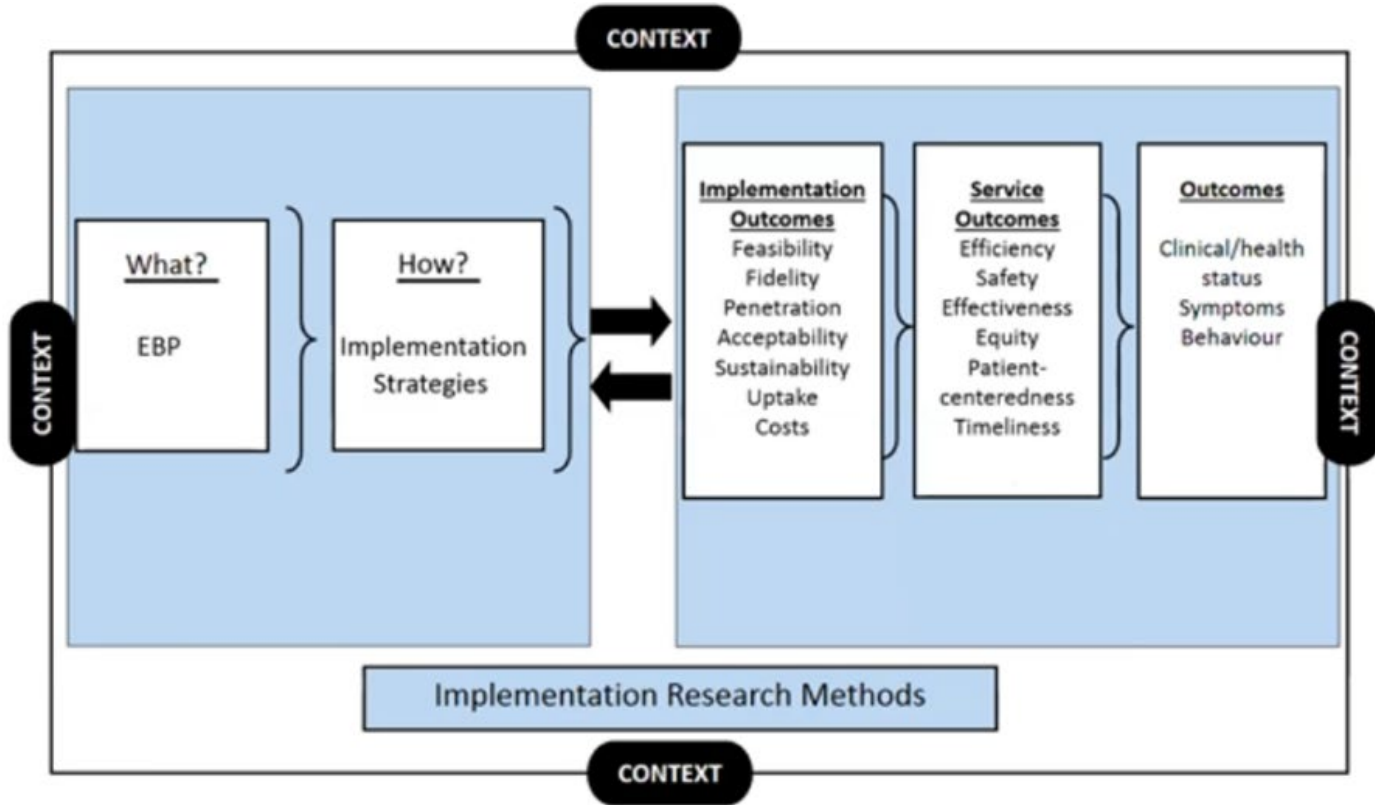 CONTEXT
CONTEXT
What?
EBP
How?
Implementation
Strategies
Implementation
Outcomes
Feasibility
Fidelity
Penetration
Acceptability
Sustainability
Uptake
Costs
Service
Outcomes
Efficiency
Safety
Effectiveness
Equity
Patient-
centeredness
Timeliness
Outcomes
Clinical/health
status
Symptoms
Behaviour
CONTEXT
Implementation Research Methods
CONTEXT